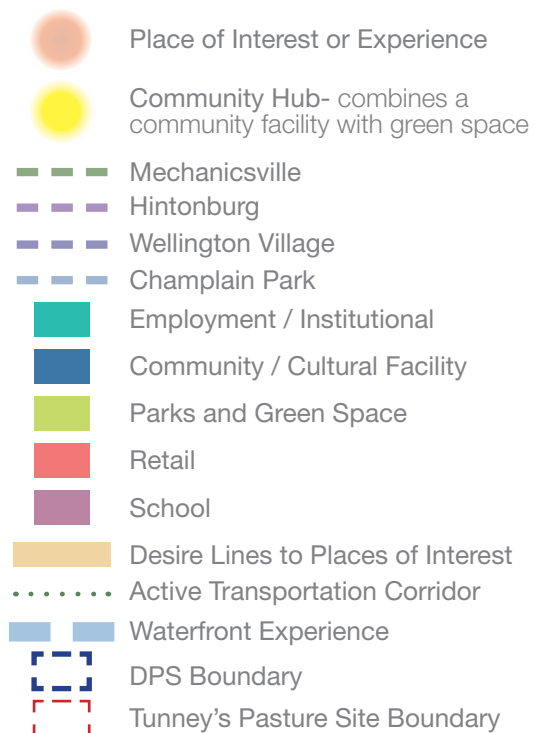 Place of Interest or Experience
Community Hub- combines a
community facility with green space
Mechanicsville
Hintonburg
Wellington Village
Champlain Park
Employment / Institutional
Community / Cultural Facility
Parks and Green Space
Retail
School
Desire Lines to Places of Interest
Active Transportation Corridor
Waterfront Experience
DPS Boundary
Tunney's Pasture Site Boundary